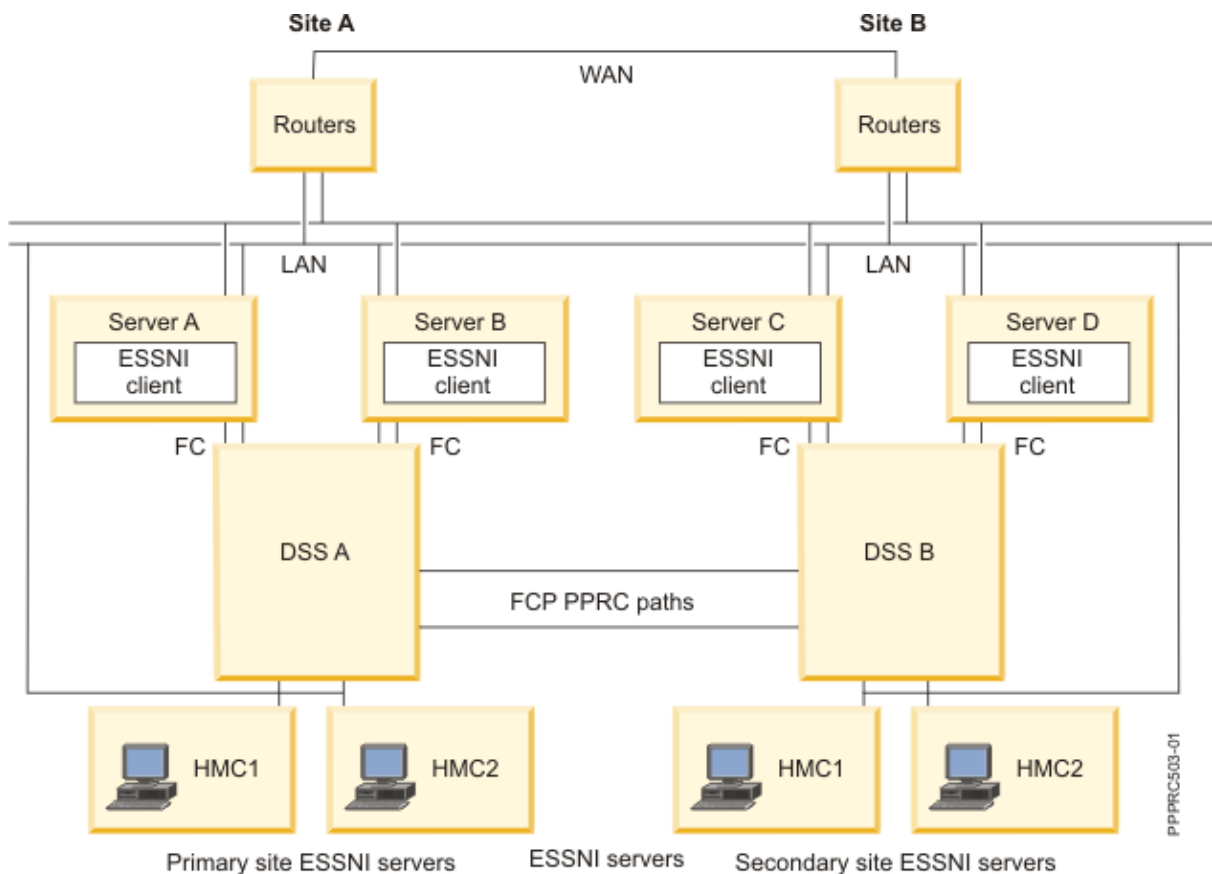 Site A
Site B
WAN
Routers
Routers
LAN
LAN
Server A
ESSNI
client
Server B
ESSNI
client
Server C
ESSNI
client
Server D
ESSNI
client
FC
FC
FC
FC
DSS A
DSS B
FCP PPRC paths
HMC1
HMC2
HMC1
HMC2
PPPRC503-01
Primary site ESSNI servers
ESSNI servers
Secondary site ESSNI servers